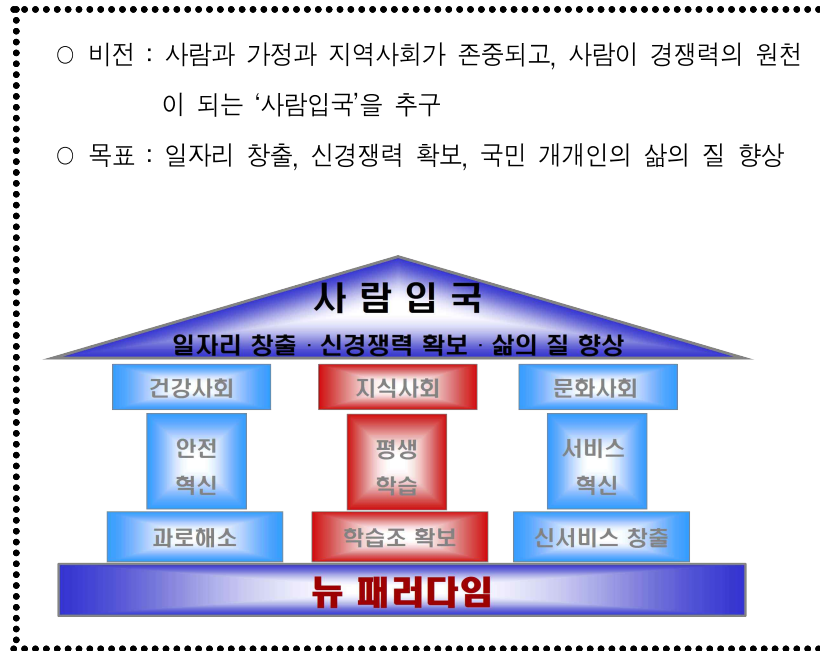 ○ 비전 : 사람과 가정과 지역사회가 존중되고, 사람이 경쟁력의 원천
이 되는 ‘사람입국’을 추구
○ 목표 : 일자리 창출, 신경쟁력 확보, 국민 개개인의 삶의 질 향상
사 람 입 국
일자리 창출 · 신경쟁력 확보 · 삶의 질 향상
건강사회 지식사회 문화사회
안전 평생 서비스
혁신 학습 혁신
과로해소 학습조 확보 신서비스 창출
뉴 패러다임